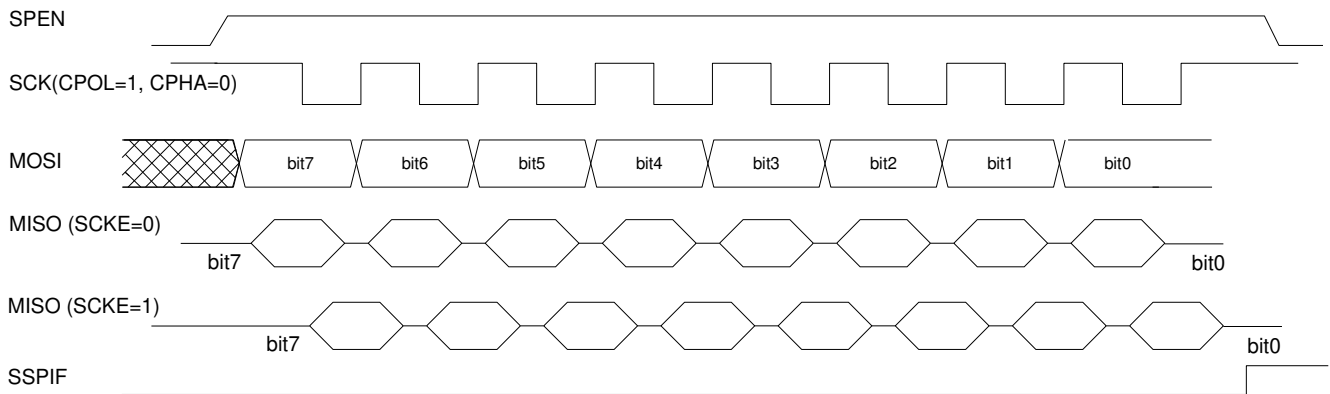 SPEN
SCK(CPOL=1, CPHA=0)
MOSI
bit7 bit6 bit5 bit4 bit3 bit2 bit1 bit0
MISO (SCKE=0)
bit7 bit0
MISO (SCKE=1)
bit7 bit0
SSPIF